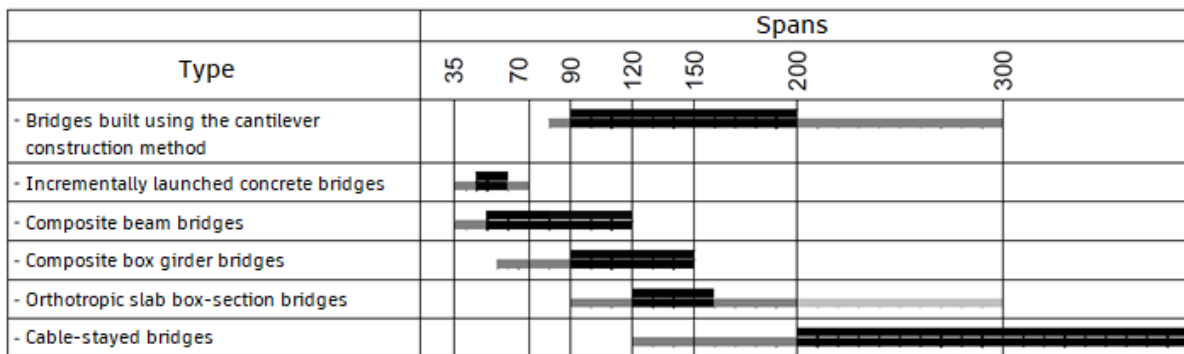 Spans
Type
35 70 90 120 150 200 300
- Bridges built using the cantilever
construction method
- Incrementally launched concrete bridges
- Composite beam bridges
- Composite box girder bridges
- Orthotropic slab box-section bridges
- Cable-stayed bridges